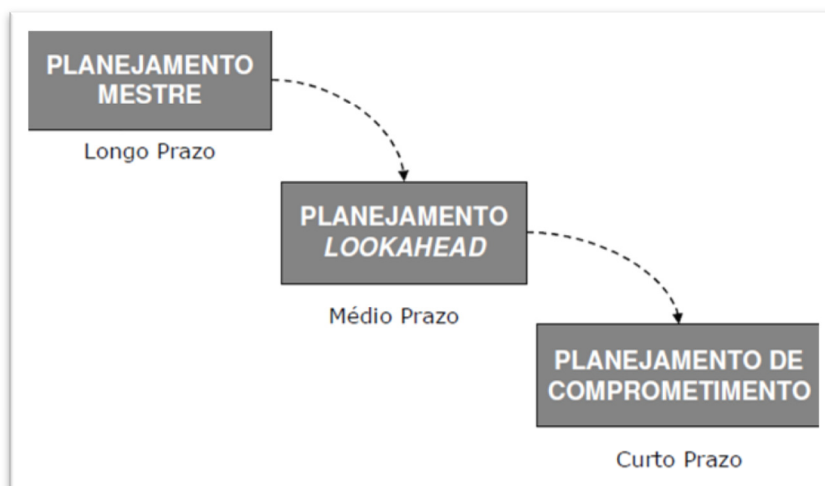 PLANEJAMENTO
MESTRE
Longo Prazo
PLANEJAMENTO
LOOKAHEAD
Médio Prazo
PLANEJAMENTO DE
COMPROMETIMENTO
Curto Prazo